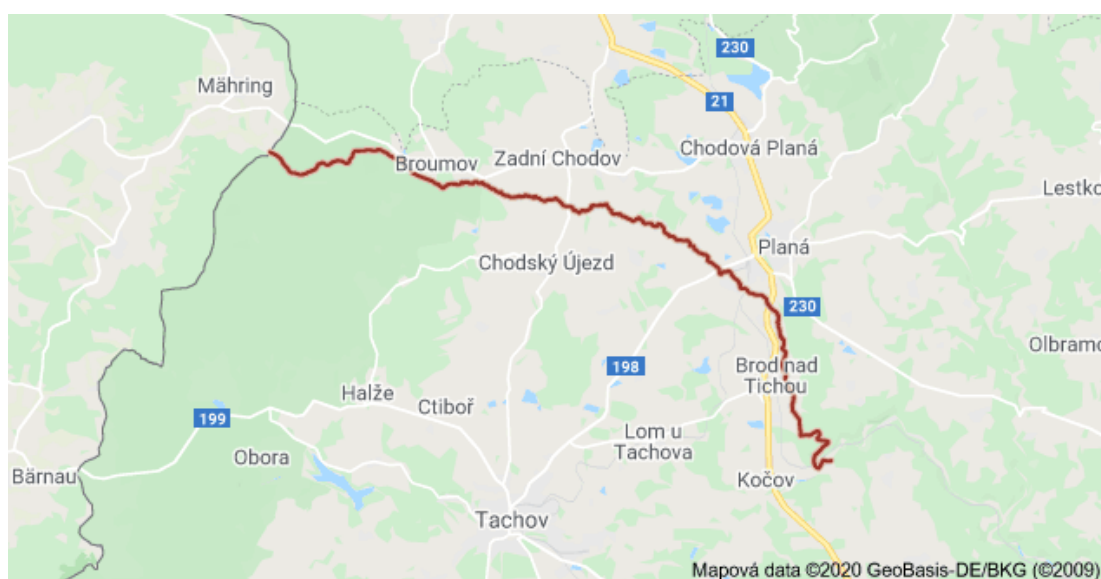 230
Mähring
21
Chodová Planá
Broumov
Zadní Chodov
Planá
Chodský Újezd
230
Brod nad
Tichou
198
Halže
Ctiboř
199
Lom u
Tachova
Obora
Bärnau
Kočov
Tachov
Lestko
Olbramo
Mapová data ©2020 GeoBasis-DE/BKG (©2009)